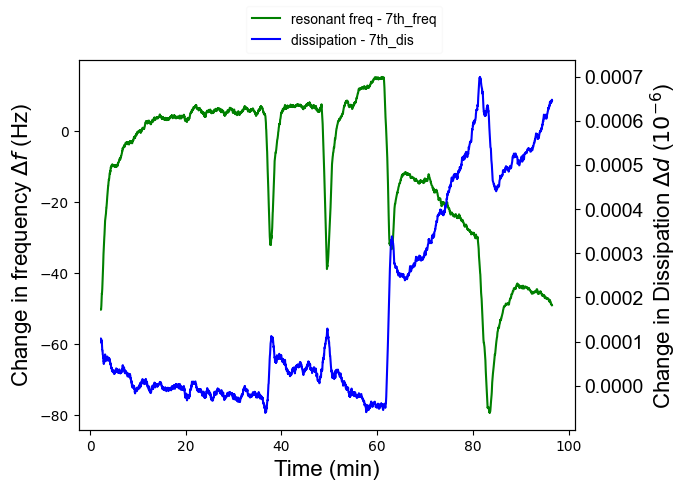 resonant freq - 7th_freq
dissipation - 7th_dis
Change in frequency Δf (Hz)
0
−20
−40
−60
−80
0.0007
0.0006
0.0005
0.0004
0.0003
0.0002
0.0001
0.0000
Change in Dissipation Δd (10⁻⁶)
0 20 40 60 80 100
Time (min)